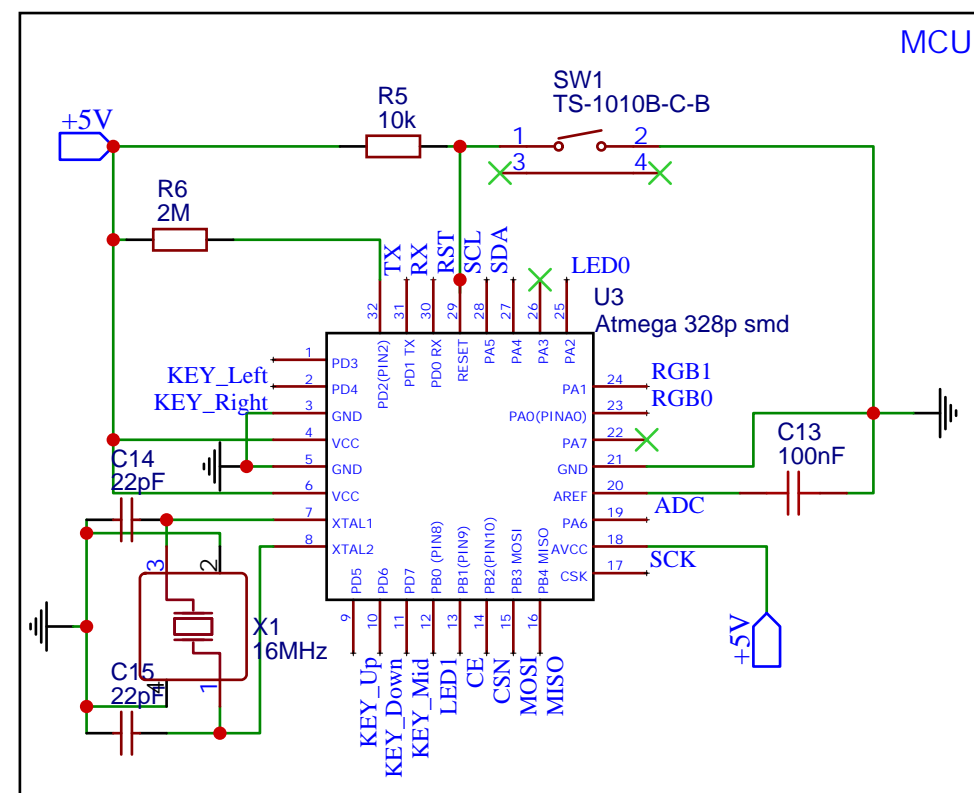 MCU
SW1
TS-1010B-C-B
R5
10k
+5V
1
2
3
4
R6
2M
TX
RX
RST
SCL
SDA
LED0
U3
Atmega 328p smd
32
31
30
29
28
27
26
25
PD2(PIN2)
PD1 TX
PD0 RX
RESET
PA5
PA4
PA3
PA2
KEY_Left
KEY_Right
1
PD3
2
PD4
3
GND
4
VCC
5
GND
6
VCC
7
XTAL1
8
XTAL2
PA1
24
RGB1
PA0(PINA0)
23
RGB0
PA7
22
GND
21
AREF
20
PA6
19
ADC
AVCC
18
CSK
17
SCK
C13
100nF
+5V
C14
22pF
3
2
X1
16MHz
C15
22pF
4
1
PD5
PD6
PD7
PB0 (PIN8)
PB1(PIN9)
PB2(PIN10)
PB3 MOSI
PB4 MISO
9
10
11
12
13
14
15
16
KEY_Up
KEY_Down
KEY_Mid
LED1
CE
CSN
MOSI
MISO